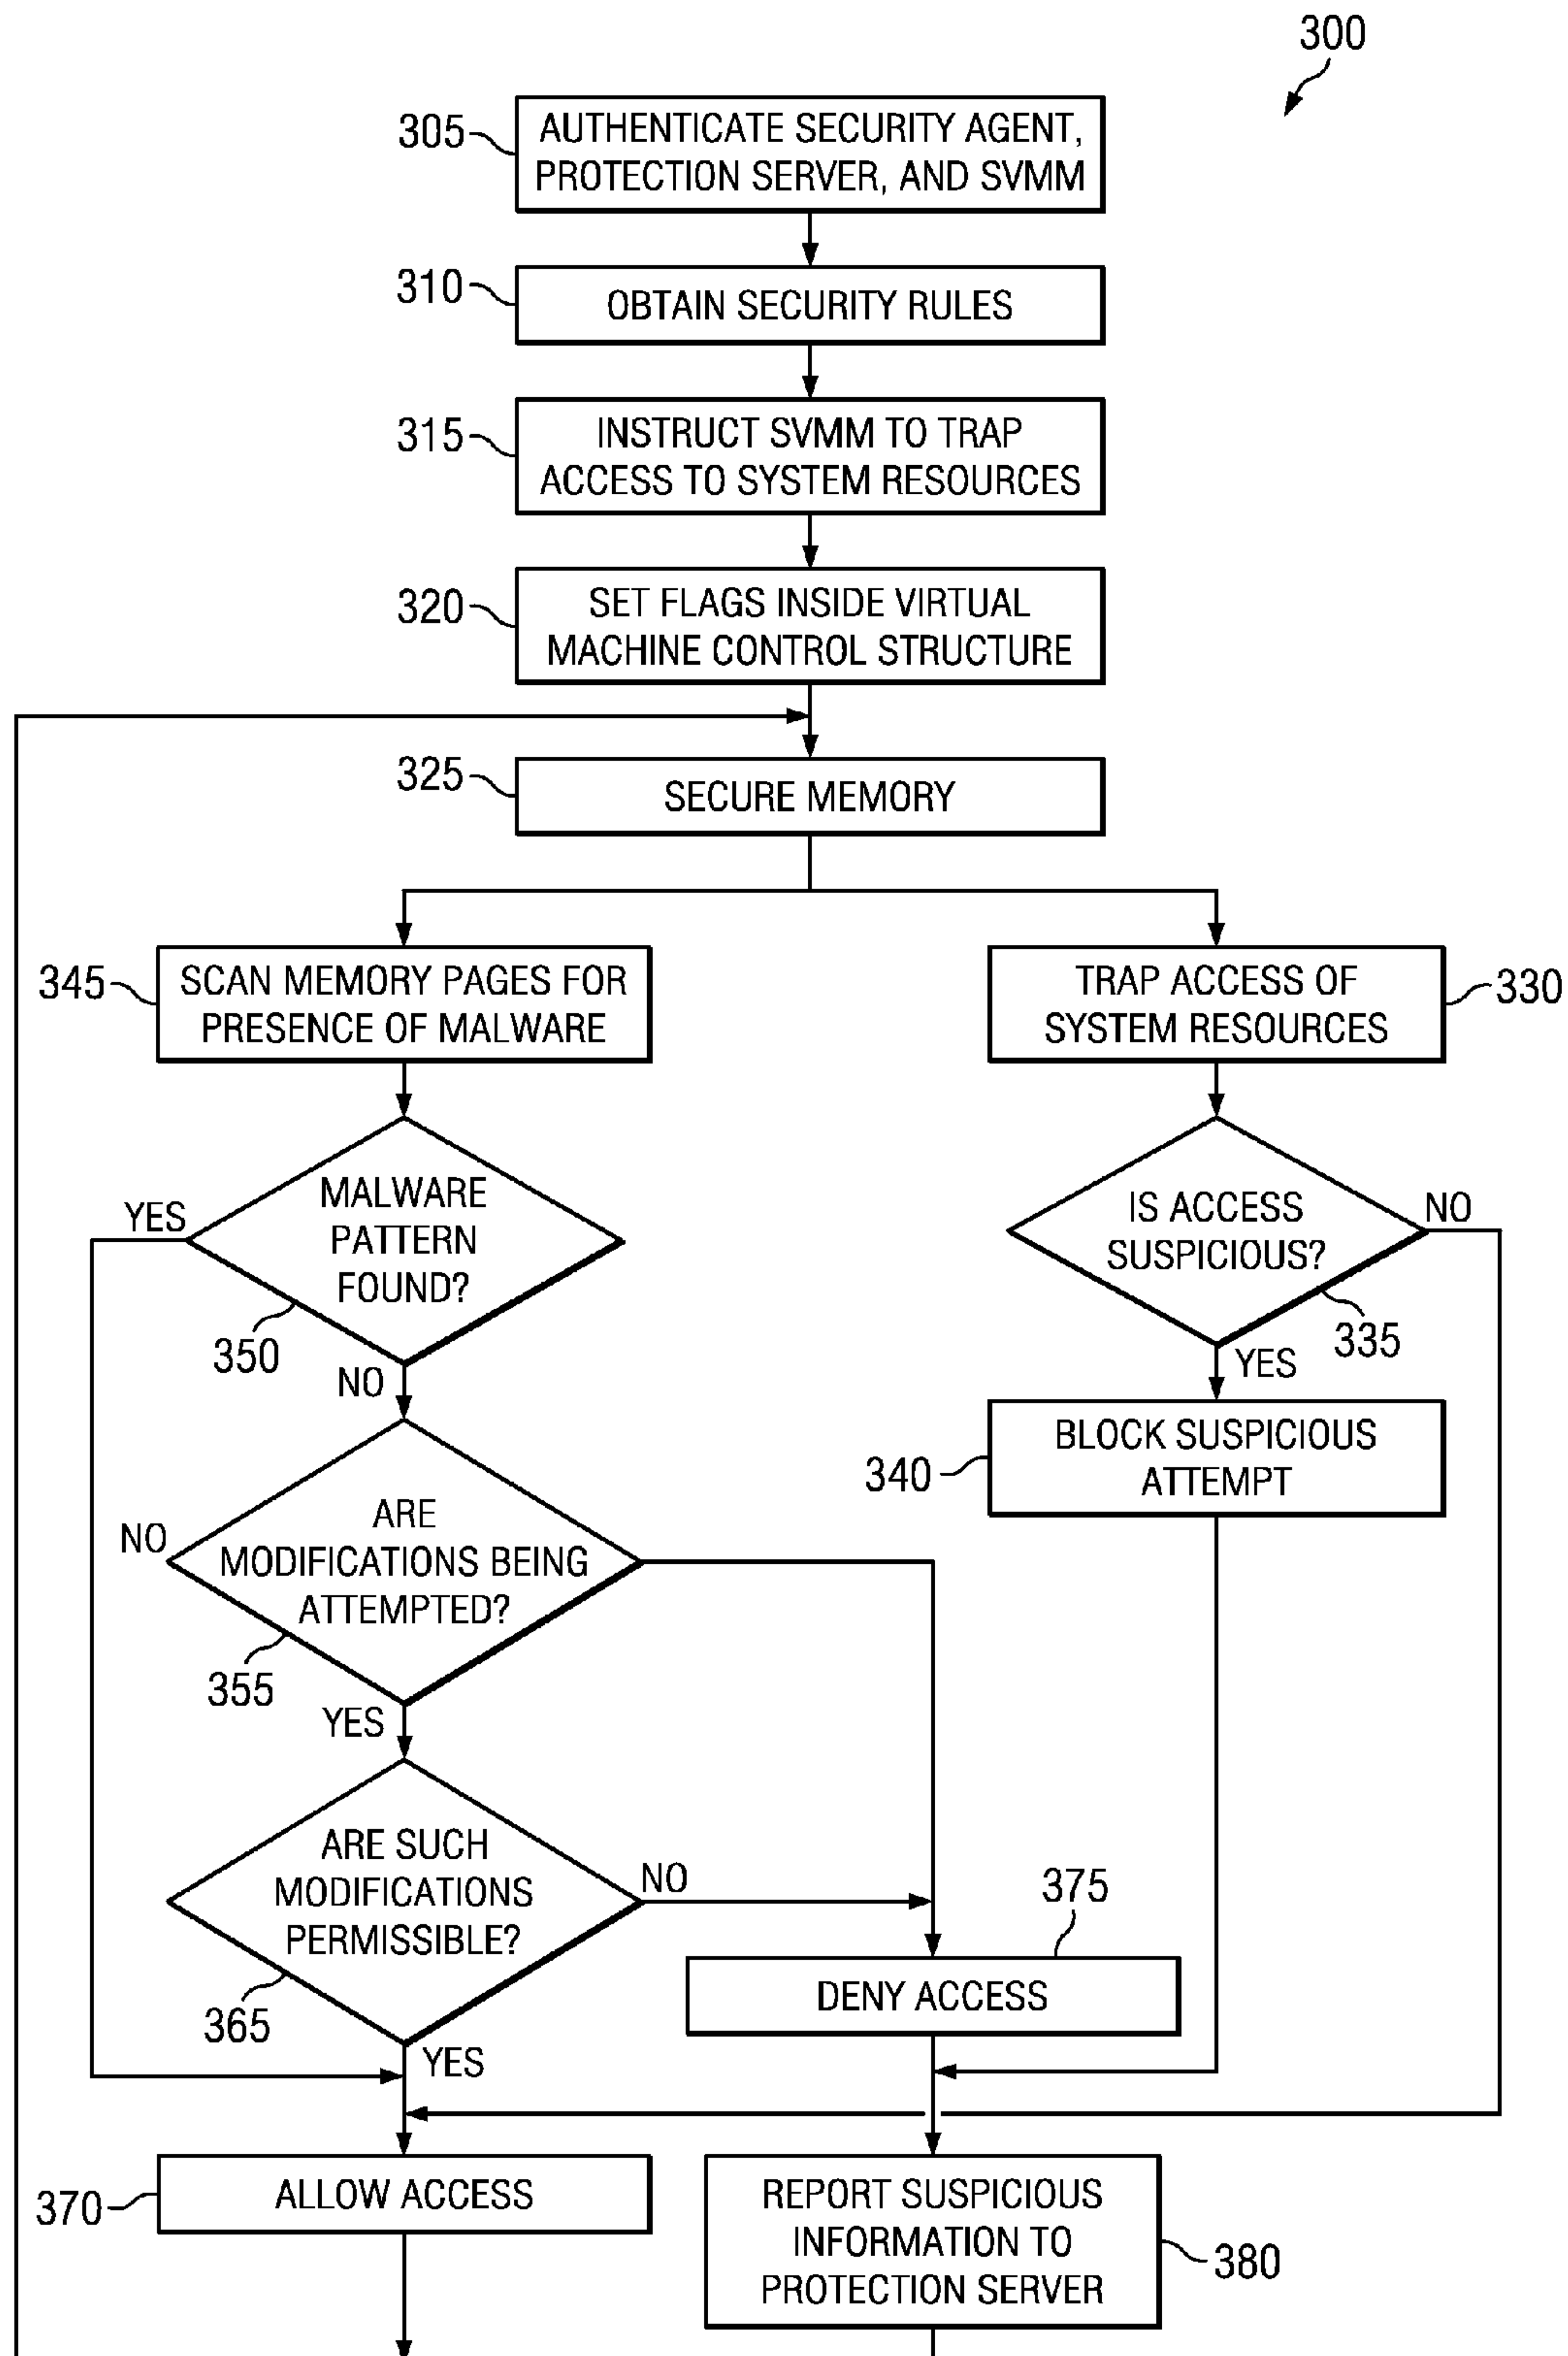 300
305
AUTHENTICATE SECURITY AGENT,
PROTECTION SERVER, AND SVMM
310
OBTAIN SECURITY RULES
315
INSTRUCT SVMM TO TRAP
ACCESS TO SYSTEM RESOURCES
320
SET FLAGS INSIDE VIRTUAL
MACHINE CONTROL STRUCTURE
325
SECURE MEMORY
345
SCAN MEMORY PAGES FOR
PRESENCE OF MALWARE
TRAP ACCESS OF
SYSTEM RESOURCES
330
YES
MALWARE
PATTERN
FOUND?
350
NO
IS ACCESS
SUSPICIOUS?
NO
335
YES
340
BLOCK SUSPICIOUS
ATTEMPT
NO
ARE
MODIFICATIONS BEING
ATTEMPTED?
355
YES
ARE SUCH
MODIFICATIONS
PERMISSIBLE?
NO
365
YES
375
DENY ACCESS
370
ALLOW ACCESS
REPORT SUSPICIOUS
INFORMATION TO
PROTECTION SERVER
380